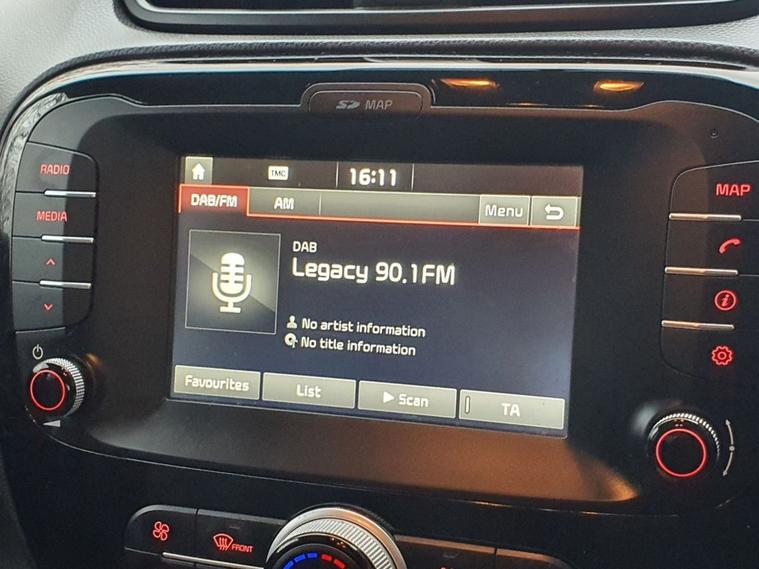 SD MAP
RADIO
MEDIA
TMC
16:11
DAB/FM
AM
Menu
DAB
Legacy 90.1FM
No artist information
No title information
Favourites
List
Scan
TA
MAP
FRONT